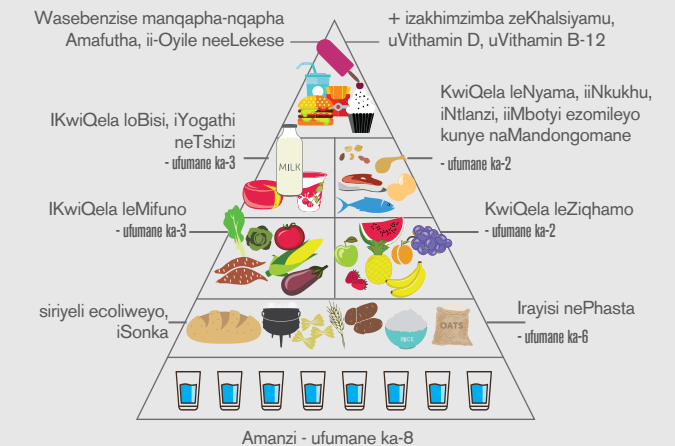 Wasebenzise manqapha-nqapha
Amafutha, ii-Oyile neeLekese
+ izakhimzimba zeKhalsiyamu,
uVithamin D, uVithamin B-12
IKwiQela loBisi, iYogathi
neTshizi
- ufumane ka-3
KwiQela leNyama, iiNkukhu,
iNtlanzi, iiMbotyi ezomileyo
kunye naMandongomane
- ufumane ka-2
MILK
IKwiQela leMifuno
- ufumane ka-3
KwiQela leZiqhamo
- ufumane ka-2
siriyeli ecoliweyo,
iSonka
Irayisi nePhasta
- ufumane ka-6
RICE
OATS
Amanzi - ufumane ka-8